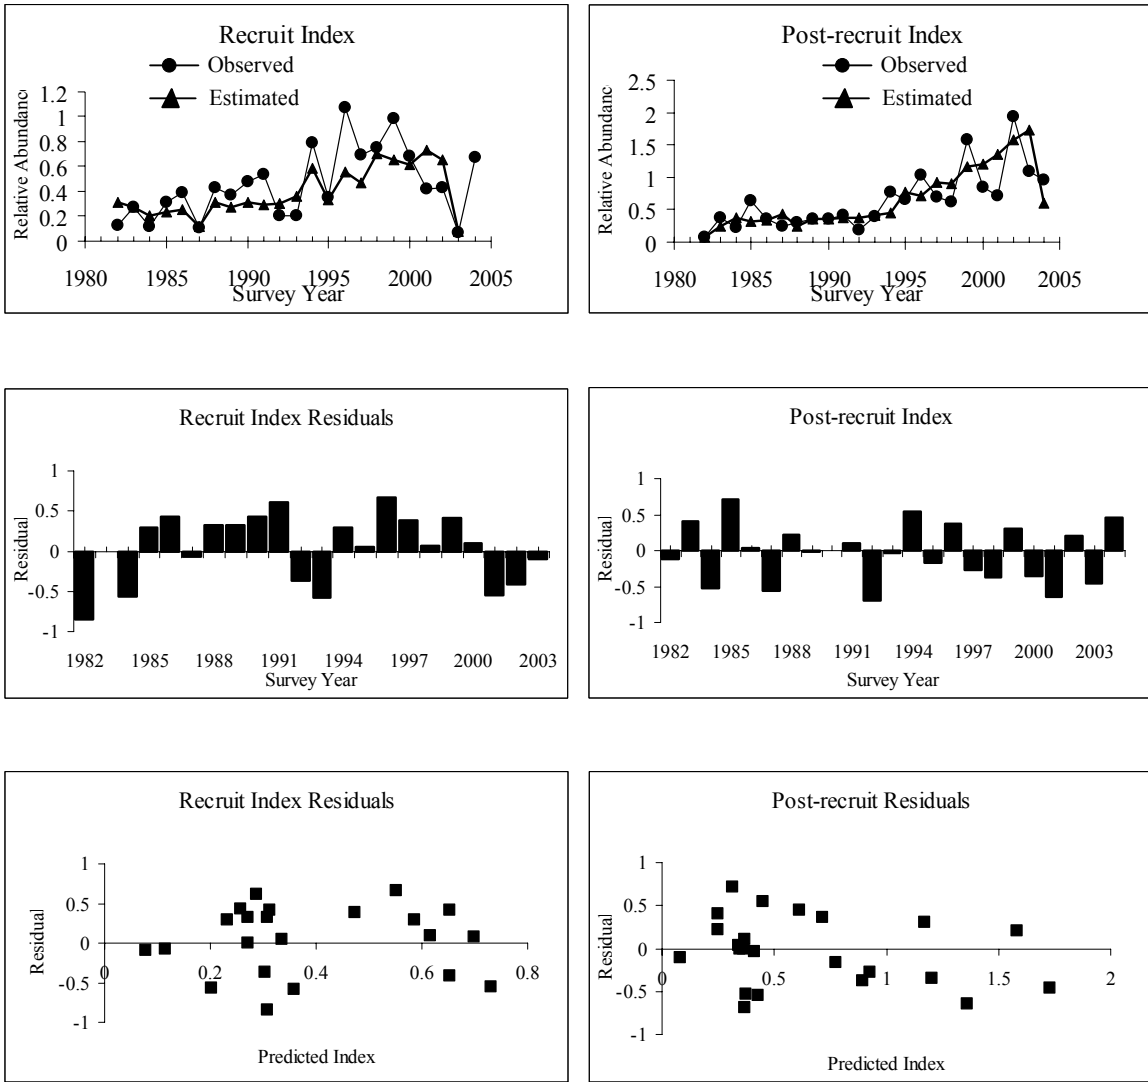 Recruit Index
Observed
Estimated
Relative Abundanc
1.2
1
0.8
0.6
0.4
0.2
0
1980 1985 1990 1995 2000 2005
Survey Year
Post-recruit Index
Observed
Estimated
Relative Abundanc
2.5
2
1.5
1
0.5
0
1980 1985 1990 1995 2000 2005
Survey Year
Recruit Index Residuals
Residual
1
0.5
0
-0.5
-1
1982 1985 1988 1991 1994 1997 2000 2003
Survey Year
Post-recruit Index
Residual
1
0.5
0
-0.5
-1
1982 1985 1988 1991 1994 1997 2000 2003
Survey Year
Recruit Index Residuals
Residual
1
0.5
0
-0.5
-1
0 0.2 0.4 0.6 0.8
Predicted Index
Post-recruit Residuals
Residual
1
0.5
0
-0.5
-1
0 0.5 1 1.5 2
Predicted Index